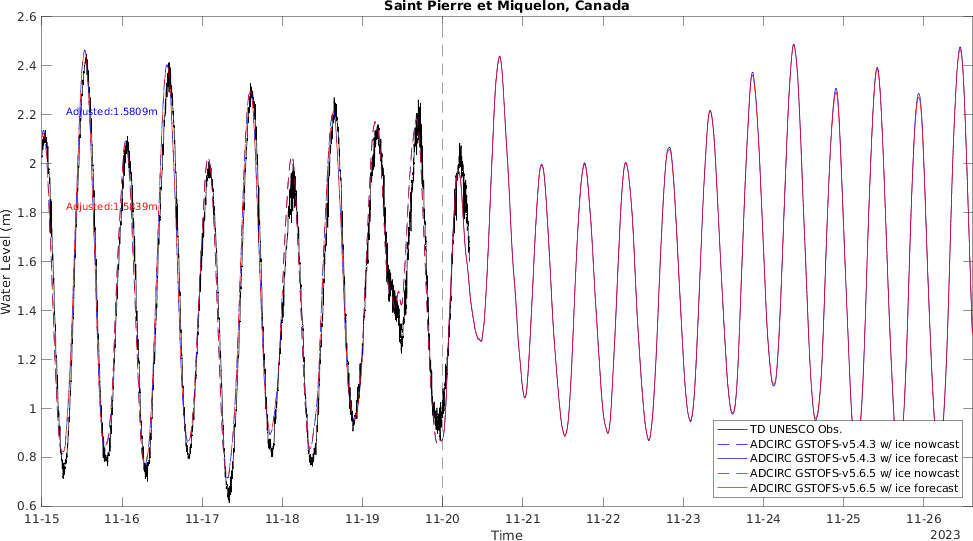 Saint Pierre et Miquelon, Canada
2.6
2.4
2.2
2
1.8
1.6
1.4
1.2
1
0.8
0.6
Water Level (m)
Adjusted:1.5809m
Adjusted:1.5839m
TD UNESCO Obs.
ADCIRC GSTOFS-v5.4.3 w/ ice nowcast
ADCIRC GSTOFS-v5.4.3 w/ ice forecast
ADCIRC GSTOFS-v5.6.5 w/ ice nowcast
ADCIRC GSTOFS-v5.6.5 w/ ice forecast
11-15 11-16 11-17 11-18 11-19 11-20 11-21 11-22 11-23 11-24 11-25 11-26
2023
Time